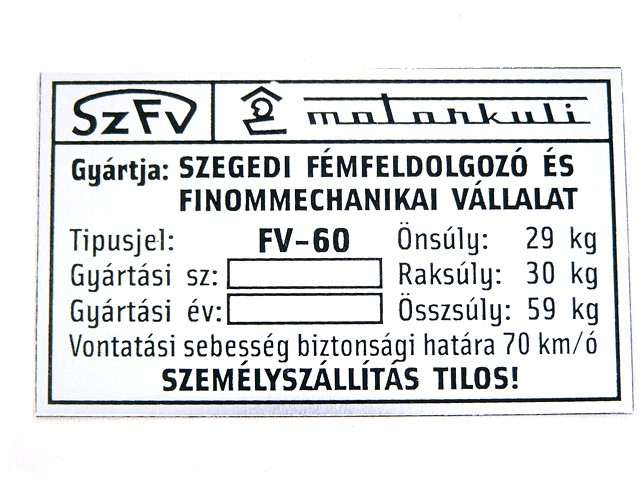 SzFV
motorkuli
Gyártja: SZEGEDI FÉMFELDOLGOZÓ ÉS
FINOMMECHANIKAI VÁLLALAT
Tipusjel: FV-60 Önsúly: 29 kg
Gyártási sz: Raksúly: 30 kg
Gyártási év: Összsúly: 59 kg
Vontatási sebesség biztonsági határa 70 km/ó
SZEMÉLYSZÁLLÍTÁS TILOS!